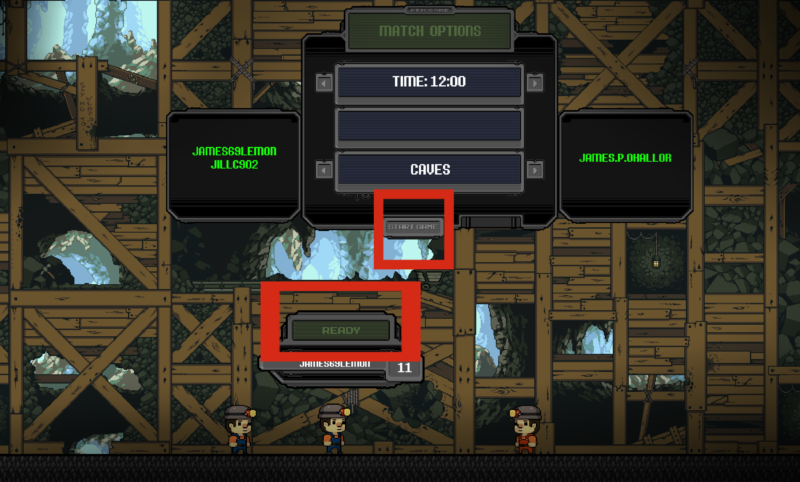 MATCH OPTIONS
TIME: 12:00
CAVES
JAMES69LEMON
JILLC902
JAMES.P.OHALLOR
START GAME
READY
JAMES69LEMON 11